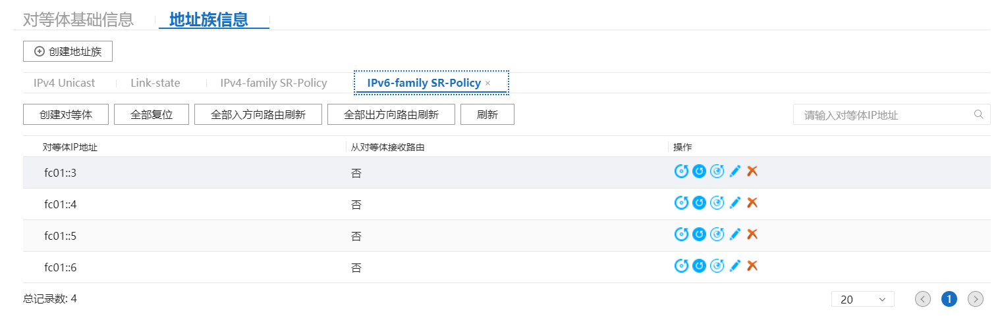 对等体基础信息 地址族信息
创建地址族
IPv4 Unicast Link-state IPv4-family SR-Policy IPv6-family SR-Policy ×
创建对等体 全部复位 全部入方向路由刷新 全部出方向路由刷新 刷新 请输入对等体IP地址
对等体IP地址 从对等体接收路由 操作
fc01::3 否
fc01::4 否
fc01::5 否
fc01::6 否
总记录数: 4 20 1